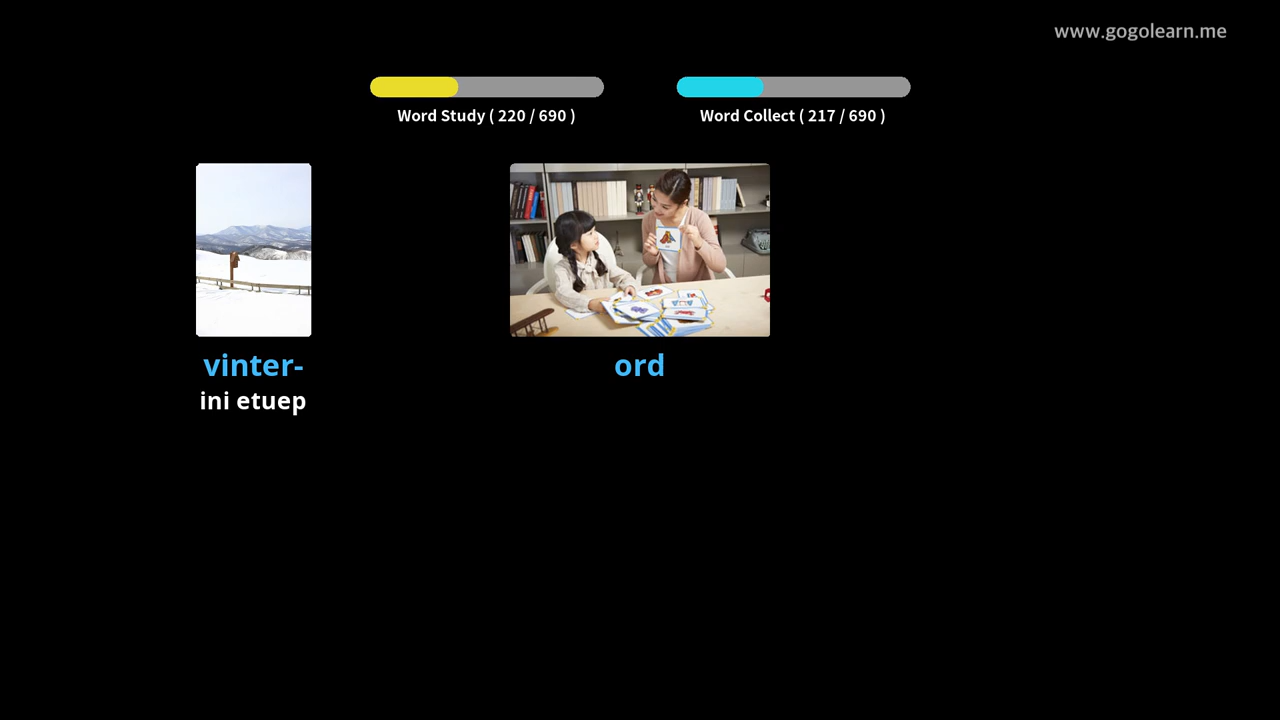 www.gogolearn.me
Word Study ( 220 / 690 )
Word Collect ( 217 / 690 )
vinter-
ord
ini etuep